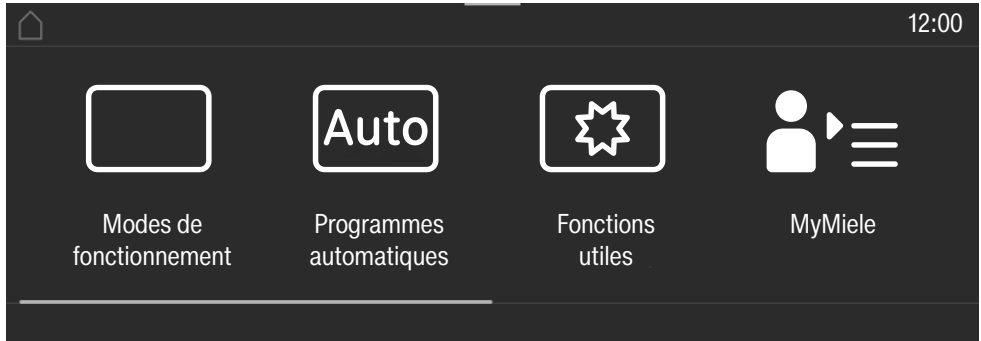 12:00
Auto
Modes de
fonctionnement
Programmes
automatiques
Fonctions
utiles
MyMiele